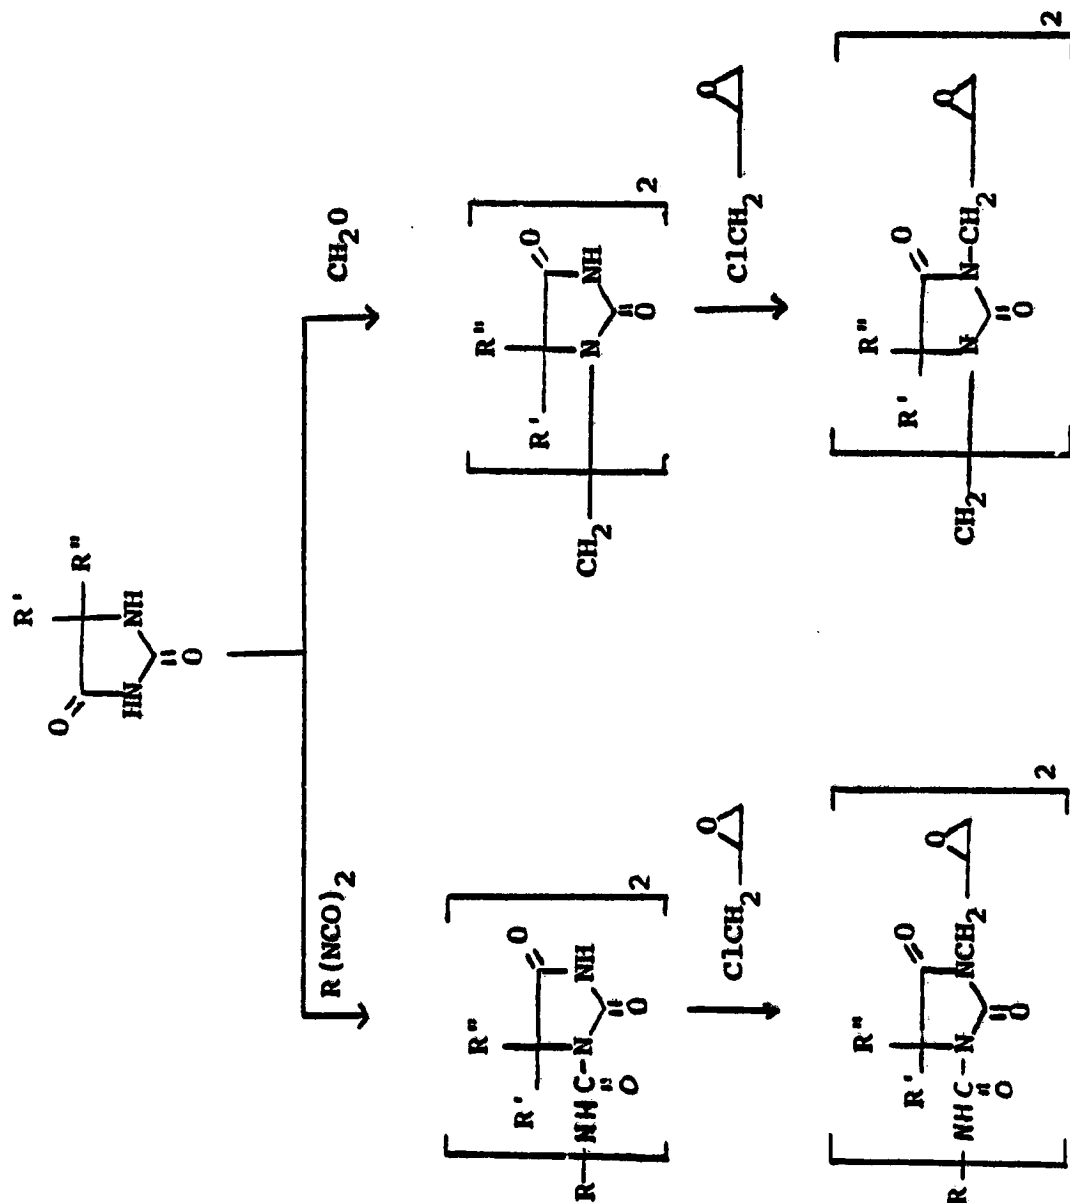 R'
O R"
HN NH
O
R(NCO)2 CH2O
R" O
R'
R NHC-N NH
O O
2
R" O
R'
N NH
CH2 O
2
ClCH2 O
ClCH2 O
R" O
R' O
R NHC-N NCH2
O O
2
R" O
R' O
CH2 N N-CH2
O
2